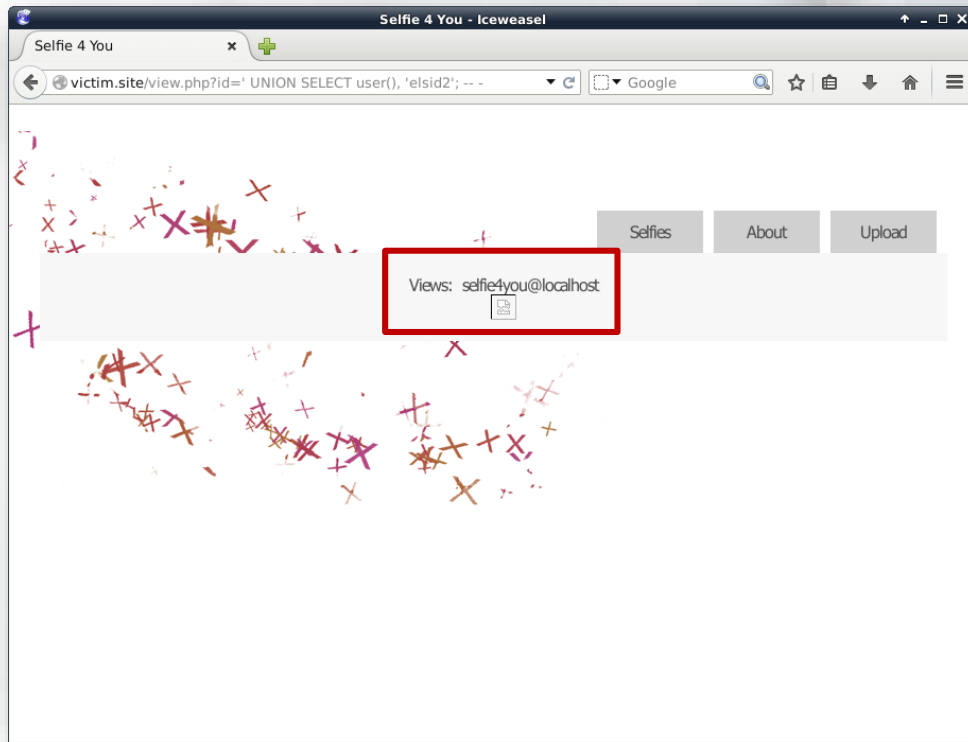 Selfie 4 You - Iceweasel
Selfie 4 You
victim.site/view.php?id=' UNION SELECT user(), 'elsid2'; -- -
Google
Selfies About Upload
Views: selfie4you@localhost